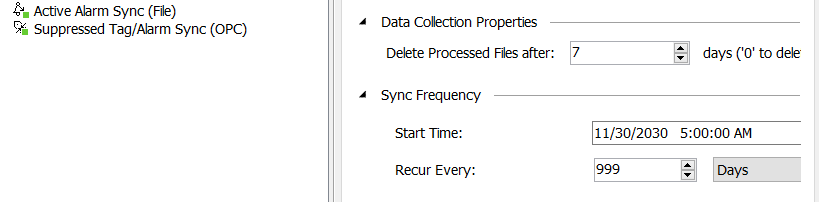 Active Alarm Sync (File)
Suppressed Tag/Alarm Sync (OPC)
Data Collection Properties
Delete Processed Files after: 7 days ('0' to dele
Sync Frequency
Start Time: 11/30/2030 5:00:00 AM
Recur Every: 999 Days